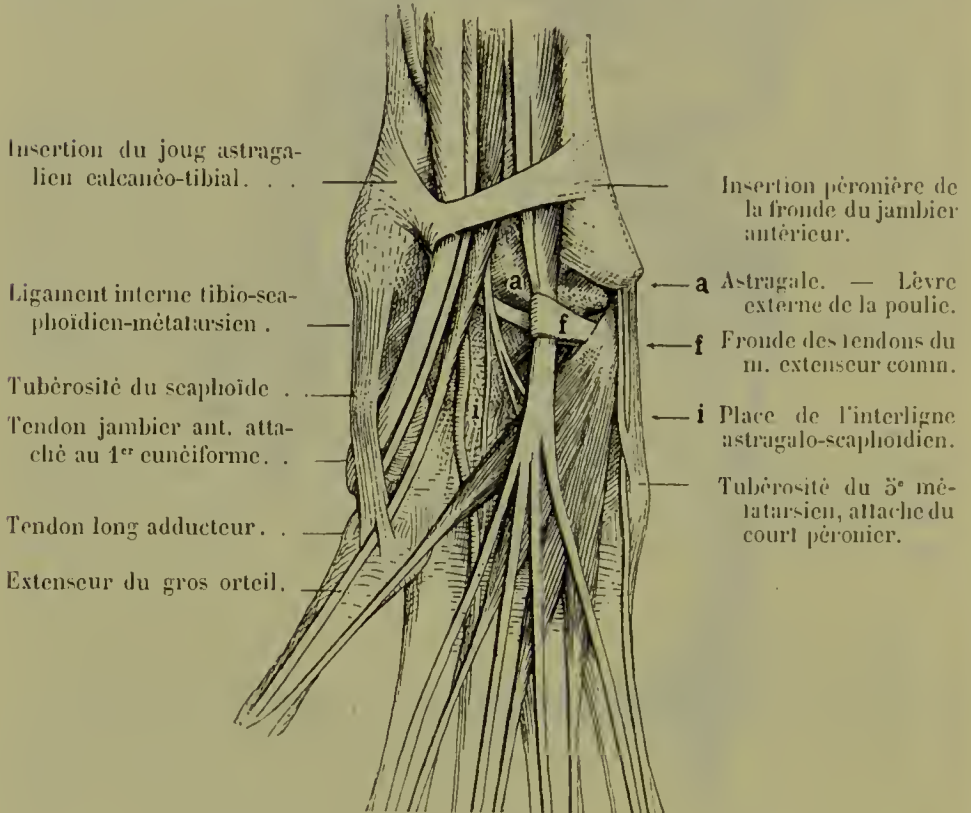 Insertion du joug astraga-
lien calcanéo-tibial. . .
Ligament interne tibio-sca-
phoïdien-métatarsien .
Tubérosité du scaphoïde .
Tendon jambier ant. atta-
ché au 1er cunéiforme. . .
Tendon long adducteur. . .
Extenseur du gros orteil. .
a
f
i
Insertion péronière de
la fronde du jambier
antérieur.
a Astragale. — Lèvre
externe de la poulie.
f Fronde des tendons du
m. extenseur comm.
i Place de l'interligne
astragalo-scaphoïdien.
Tubérosité du 5e mé-
tatarsien, attache du
court péronier.